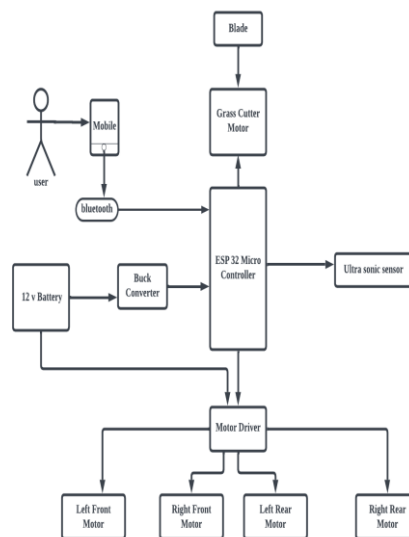 Blade
Grass Cutter
Motor
Mobile
user
bluetooth
ESP 32 Micro
Controller
Ultra sonic sensor
12 v Battery
Buck
Converter
Motor Driver
Left Front
Motor
Right Front
Motor
Left Rear
Motor
Right Rear
Motor